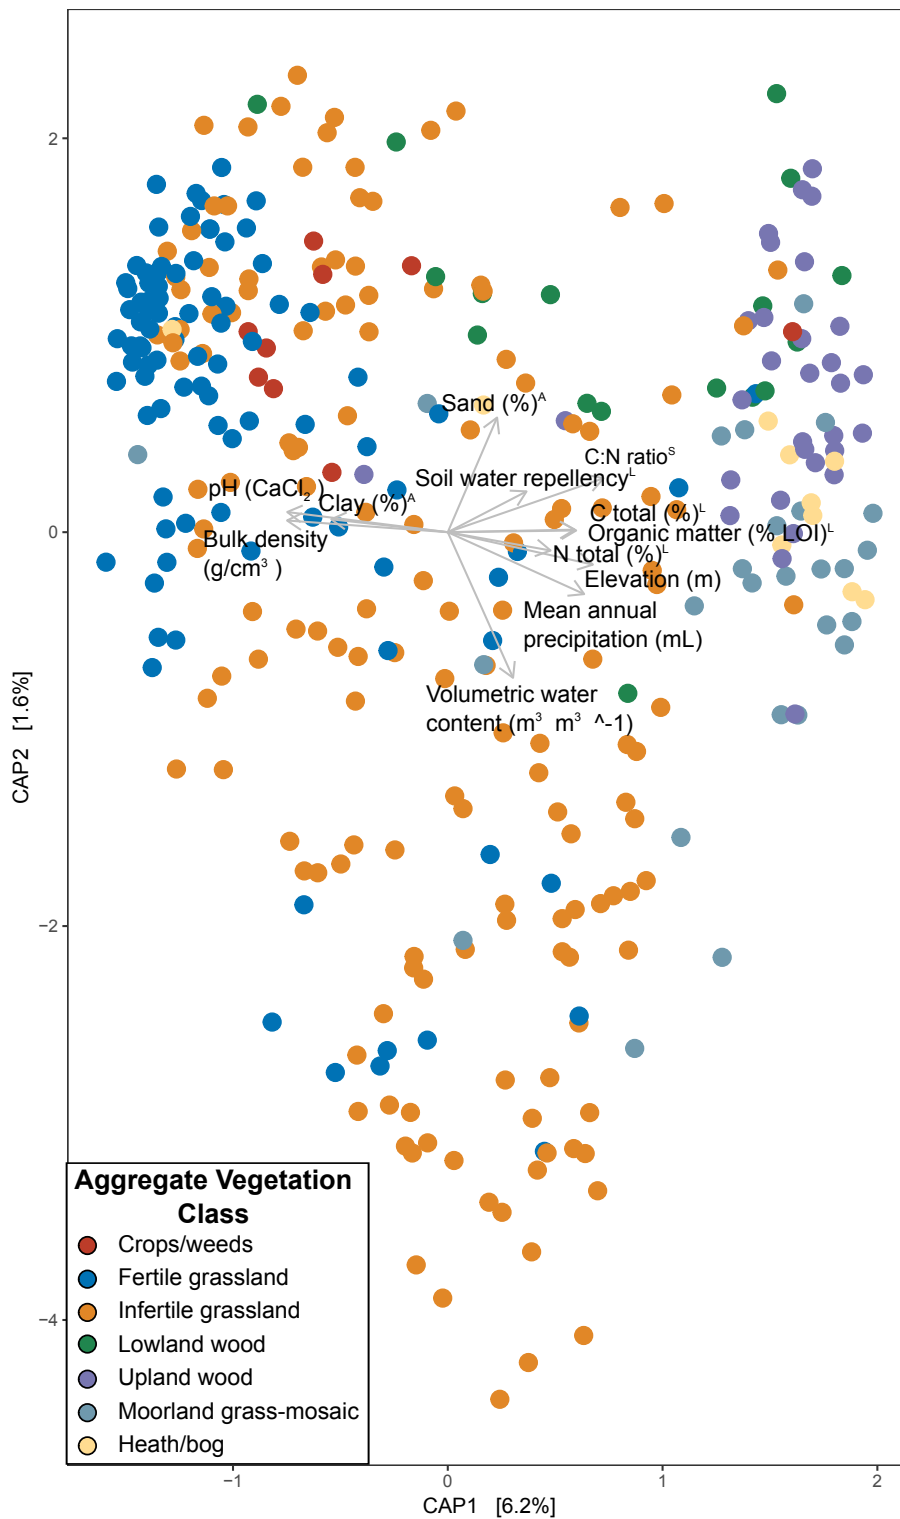 2
Sand (%)ᴬ
C:N ratioˢ
Soil water repellencyᴸ
pH (CaCl₂ )
Clay (%)ᴬ
C total (%)ᴸ
0
Organic matter (% LOI)ᴸ
Bulk density
(g/cm³ )
N total (%)ᴸ
Elevation (m)
Mean annual
precipitation (mL)
Volumetric water
content (m³ m³ ^-1)
CAP2 [1.6%]
−2
Aggregate Vegetation
Class
Crops/weeds
Fertile grassland
Infertile grassland
−4
Lowland wood
Upland wood
Moorland grass-mosaic
Heath/bog
−1 0 1 2
CAP1 [6.2%]